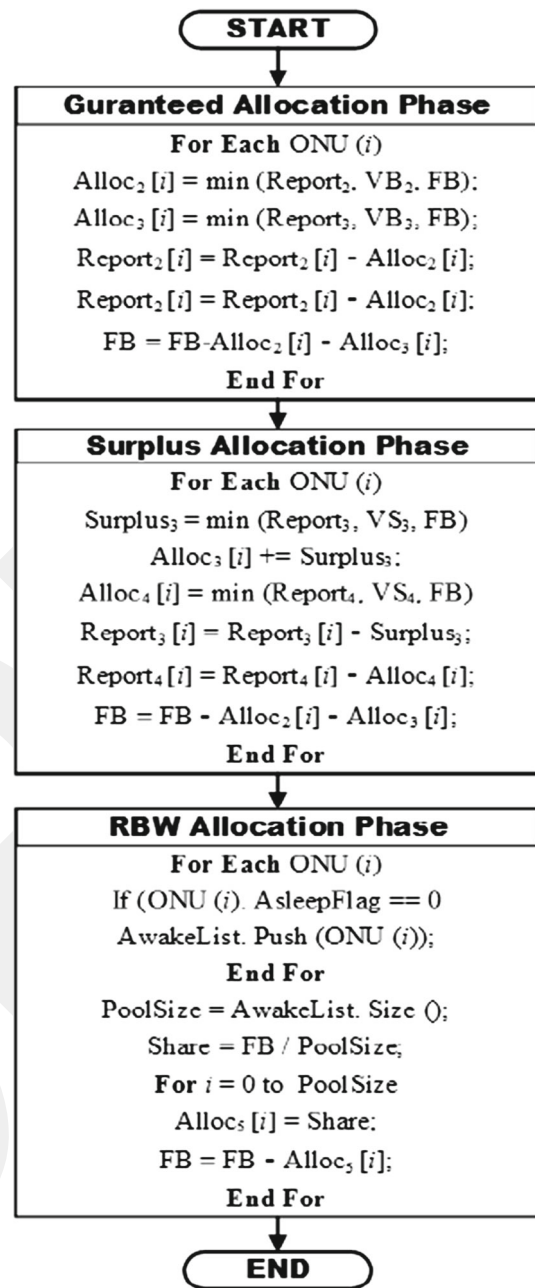 START
Guranteed Allocation Phase
For Each ONU (i)
Alloc₂ [i] = min (Report₂, VB₂, FB);
Alloc₃ [i] = min (Report₃, VB₃, FB);
Report₂ [i] = Report₂ [i] - Alloc₂ [i];
Report₂ [i] = Report₂ [i] - Alloc₂ [i];
FB = FB-Alloc₂ [i] - Alloc₃ [i];
End For
Surplus Allocation Phase
For Each ONU (i)
Surplus₃ = min (Report₃, VS₃, FB)
Alloc₃ [i] += Surplus₃;
Alloc₄ [i] = min (Report₄, VS₄, FB)
Report₃ [i] = Report₃ [i] - Surplus₃;
Report₄ [i] = Report₄ [i] - Alloc₄ [i];
FB = FB - Alloc₂ [i] - Alloc₃ [i];
End For
RBW Allocation Phase
For Each ONU (i)
If (ONU (i). AsleepFlag == 0
AwakeList. Push (ONU (i));
End For
PoolSize = AwakeList. Size ();
Share = FB / PoolSize;
For i = 0 to PoolSize
Alloc₅ [i] = Share;
FB = FB - Alloc₅ [i];
End For
END